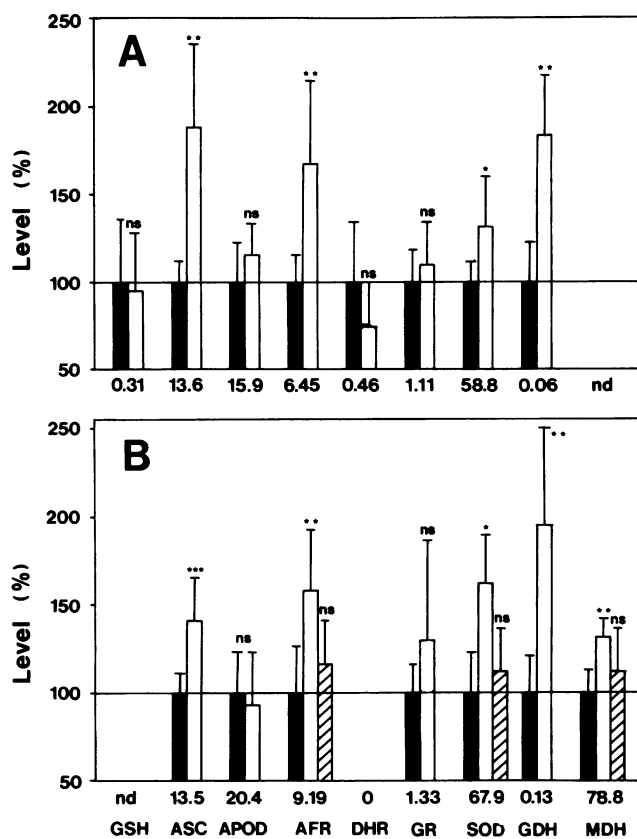 250
A
200
150
100
50
Level (%)
ns
**
ns
**
ns
ns
*
**
0.31 13.6 15.9 6.45 0.46 1.11 58.8 0.06 nd
250
B
200
150
100
50
Level (%)
***
ns
**
ns
ns
*
ns
**
**
ns
nd 13.5 20.4 9.19 0 1.33 67.9 0.13 78.8
GSH ASC APOD AFR DHR GR SOD GDH MDH